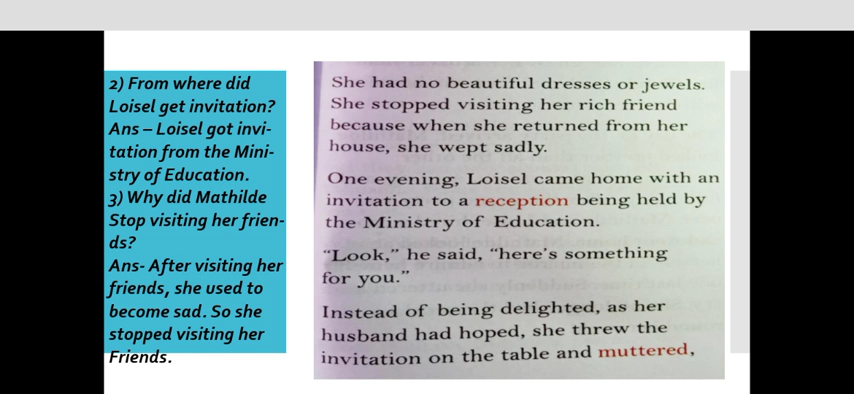 2) From where did
Loisel get invitation?
Ans – Loisel got invi-
tation from the Mini-
stry of Education.
3) Why did Mathilde
Stop visiting her frien-
ds?
Ans- After visiting her
friends, she used to
become sad. So she
stopped visiting her
Friends.
She had no beautiful dresses or jewels.
She stopped visiting her rich friend
because when she returned from her
house, she wept sadly.
One evening, Loisel came home with an
invitation to a reception being held by
the Ministry of Education.
“Look,” he said, “here’s something
for you.”
Instead of being delighted, as her
husband had hoped, she threw the
invitation on the table and muttered,